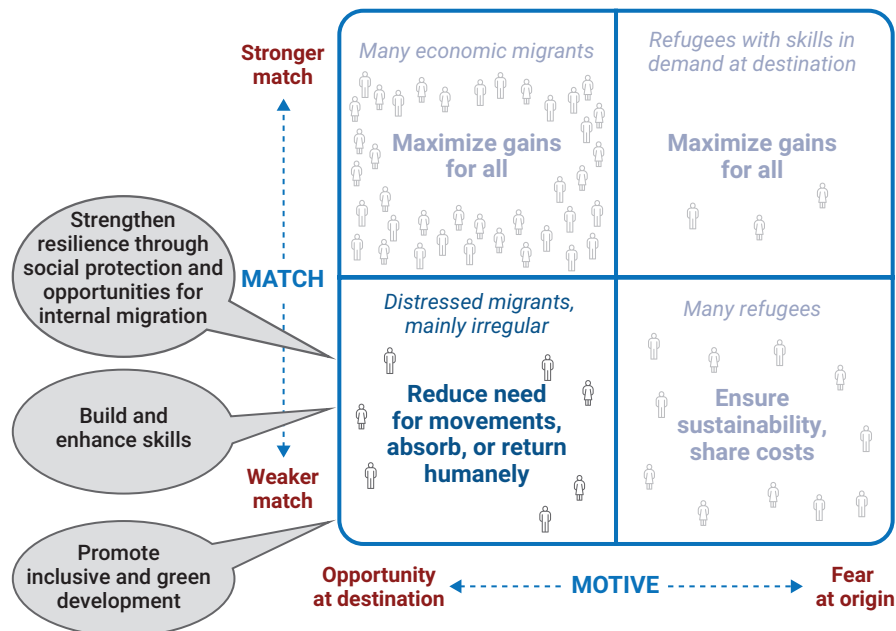 Stronger
match
Many economic migrants
Maximize gains
for all
Refugees with skills in
demand at destination
Maximize gains
for all
Strengthen
resilience through
social protection and
opportunities for
internal migration
MATCH
Distressed migrants,
mainly irregular
Reduce need
for movements,
absorb, or return
humanely
Many refugees
Ensure
sustainability,
share costs
Build and
enhance skills
Weaker
match
Promote
inclusive and green
development
Opportunity
at destination
MOTIVE
Fear
at origin